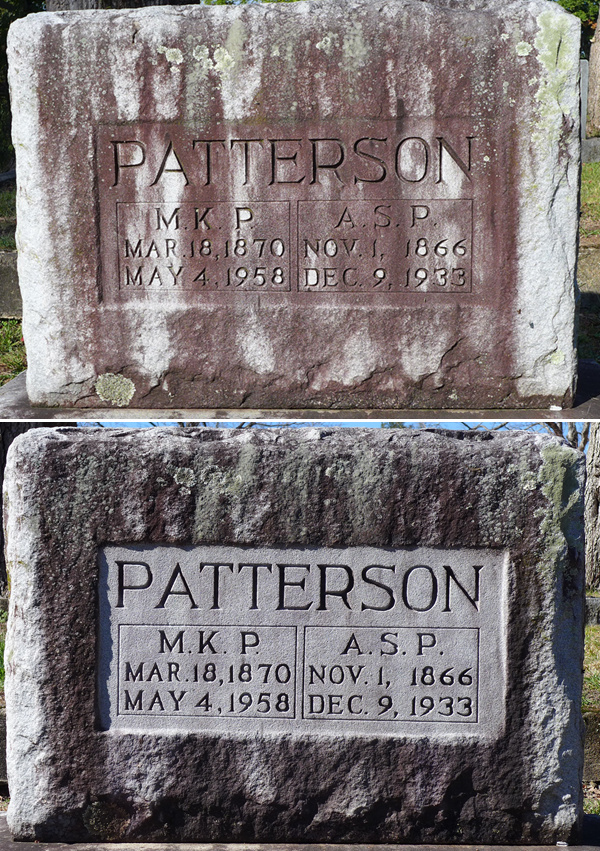 PATTERSON
M.K. P.
MAR.18,1870
MAY 4,1958
A.S.P.
NOV. 1, 1866
DEC. 9, 1933
PATTERSON
M.K.P.
MAR.18,1870
MAY 4,1958
A.S.P.
NOV. 1, 1866
DEC. 9, 1933